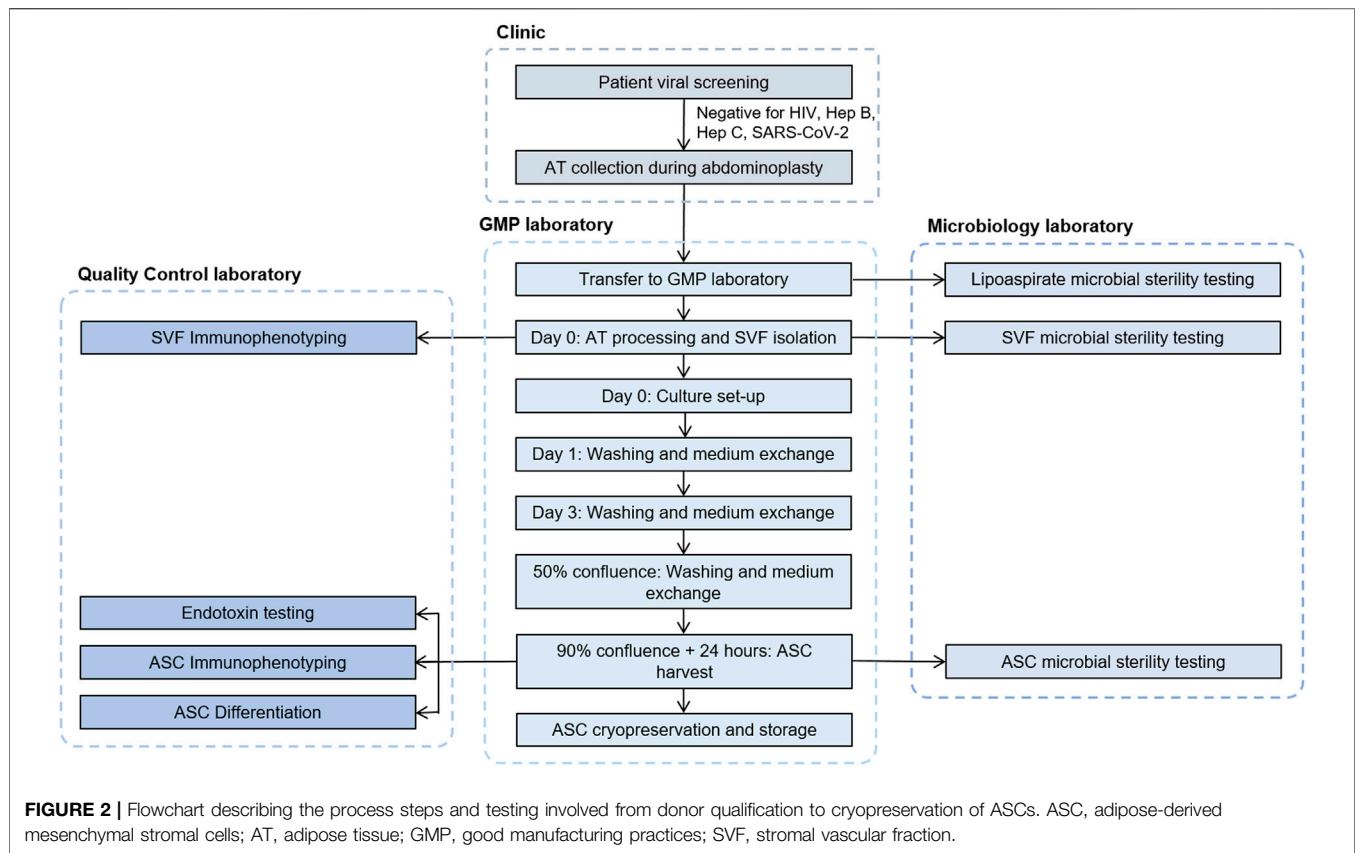 Clinic
Patient viral screening
Negative for HIV, Hep B,
Hep C, SARS-CoV-2
AT collection during abdominoplasty
GMP laboratory
Microbiology laboratory
Quality Control laboratory
Transfer to GMP laboratory
Lipoaspirate microbial sterility testing
SVF Immunophenotyping
Day 0: AT processing and SVF isolation
SVF microbial sterility testing
Day 0: Culture set-up
Day 1: Washing and medium exchange
Day 3: Washing and medium exchange
50% confluence: Washing and medium
exchange
Endotoxin testing
ASC Immunophenotyping
90% confluence + 24 hours: ASC
harvest
ASC microbial sterility testing
ASC Differentiation
ASC cryopreservation and storage
FIGURE 2 | Flowchart describing the process steps and testing involved from donor qualification to cryopreservation of ASCs. ASC, adipose-derived
mesenchymal stromal cells; AT, adipose tissue; GMP, good manufacturing practices; SVF, stromal vascular fraction.